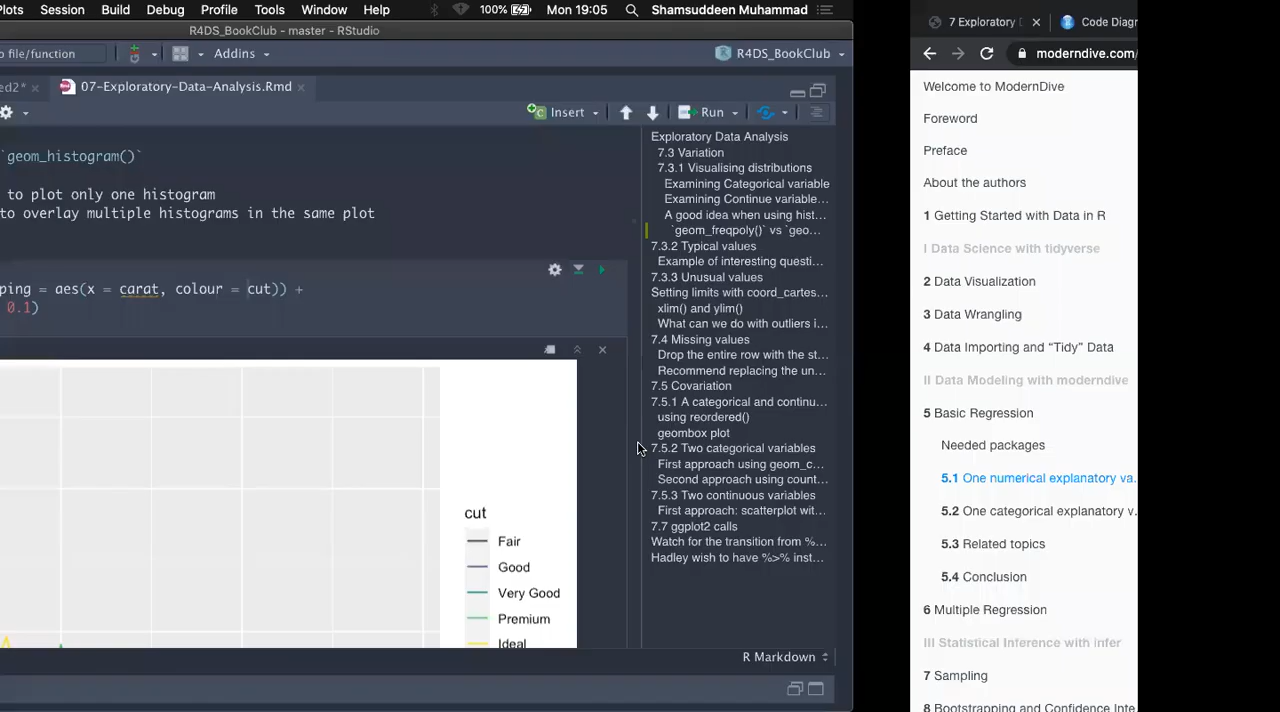 Plots Session Build Debug Profile Tools Window Help 100% Mon 19:05 Shamsuddeen Muhammad
R4DS_BookClub - master - RStudio
o file/function Addins R4DS_BookClub
ed2* 07-Exploratory-Data-Analysis.Rmd
Insert Run
`geom_histogram()`
to plot only one histogram
to overlay multiple histograms in the same plot
ping = aes(x = carat, colour = cut)) +
0.1)
cut
Fair
Good
Very Good
Premium
Ideal
Exploratory Data Analysis
7.3 Variation
7.3.1 Visualising distributions
Examining Categorical variable
Examining Continue variable...
A good idea when using hist...
`geom_freqpoly()` vs `geo...
7.3.2 Typical values
Example of interesting questi...
7.3.3 Unusual values
Setting limits with coord_cartes...
xlim() and ylim()
What can we do with outliers i...
7.4 Missing values
Drop the entire row with the st...
Recommend replacing the un...
7.5 Covariation
7.5.1 A categorical and continu...
using reordered()
geombox plot
7.5.2 Two categorical variables
First approach using geom_c...
Second approach using count...
7.5.3 Two continuous variables
First approach: scatterplot wit...
7.7 ggplot2 calls
Watch for the transition from %...
Hadley wish to have %>% inst...
R Markdown
7 Exploratory D Code Diagr
moderndive.com/
Welcome to ModernDive
Foreword
Preface
About the authors
1 Getting Started with Data in R
I Data Science with tidyverse
2 Data Visualization
3 Data Wrangling
4 Data Importing and “Tidy” Data
II Data Modeling with moderndive
5 Basic Regression
Needed packages
5.1 One numerical explanatory va.
5.2 One categorical explanatory v.
5.3 Related topics
5.4 Conclusion
6 Multiple Regression
III Statistical Inference with infer
7 Sampling
8 Bootstrapping and Confidence Inte